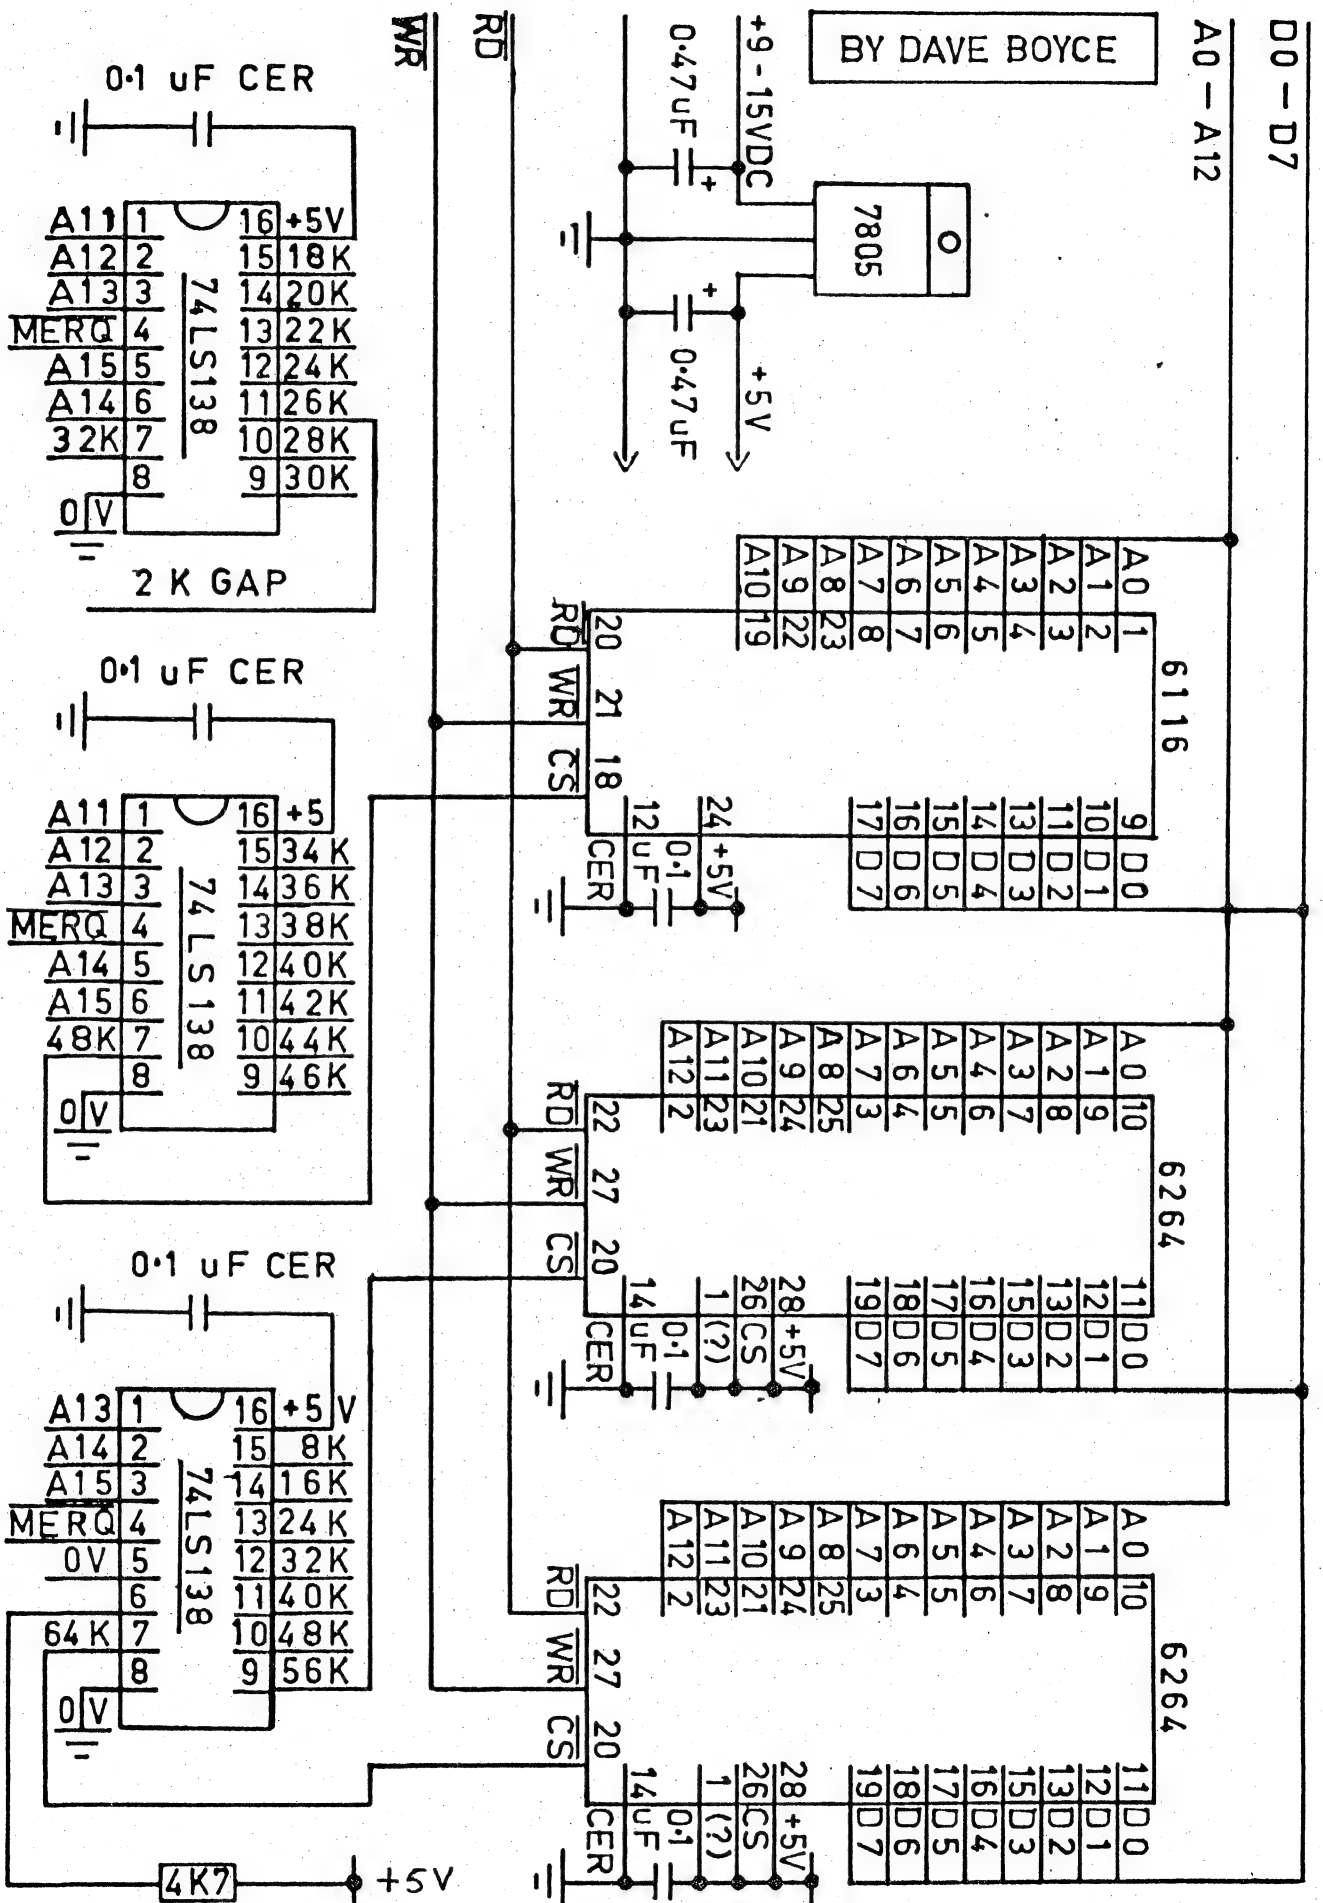 BY DAVE BOYCE
D0-D7
A0-A12
RD
WR
+9-15VDC
0.47uF
+
7805
+
0.47uF
+5V
0.1 uF CER
74LS138
A11 1 16 +5V
A12 2 15 18K
A13 3 14 20K
MERQ 4 13 22K
A15 5 12 24K
A14 6 11 26K
32K 7 10 28K
8 9 30K
0V
2K GAP
0.1 uF CER
74LS138
A11 1 16 +5
A12 2 15 34K
A13 3 14 36K
MERQ 4 13 38K
A14 5 12 40K
A15 6 11 42K
48K 7 10 44K
8 9 46K
0V
0.1 uF CER
74LS138
A13 1 16 +5V
A14 2 15 8K
A15 3 14 16K
MERQ 4 13 24K
0V 5 12 32K
6 11 40K
64K 7 10 48K
8 9 56K
0V
4K7
+5V
6116
A0 1
A1 2
A2 3
A3 4
A4 5
A5 6
A6 7
A7 8
A8 23
A9 22
A10 19
RD 20
WR 21
CS 18
9 D0
10 D1
11 D2
13 D3
14 D4
15 D5
16 D6
17 D7
24 +5V
12
0.1
uF
CER
6264
A0 10
A1 9
A2 8
A3 7
A4 6
A5 5
A6 4
A7 3
A8 25
A9 24
A10 21
A11 23
A12 2
RD 22
WR 27
CS 20
11 D0
12 D1
13 D2
15 D3
16 D4
17 D5
18 D6
19 D7
28 +5V
26 CS
1 (?)
14
0.1
uF
CER
6264
A0 10
A1 9
A2 8
A3 7
A4 6
A5 5
A6 4
A7 3
A8 25
A9 24
A10 21
A11 23
A12 2
RD 22
WR 27
CS 20
11 D0
12 D1
13 D2
15 D3
16 D4
17 D5
18 D6
19 D7
28 +5V
26 CS
1 (?)
14
0.1
uF
CER